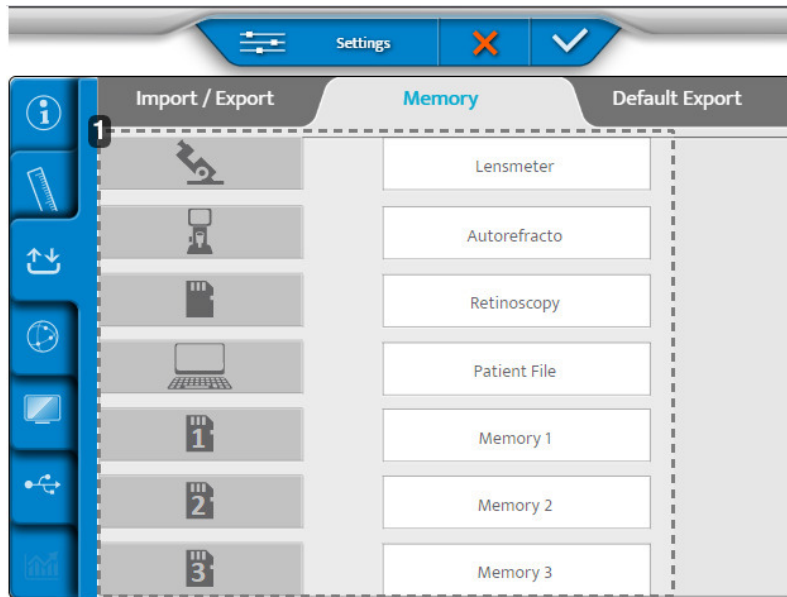 Settings
Import / Export Memory Default Export
1
Lensmeter
Autorefracto
Retinoscopy
Patient File
1 Memory 1
2 Memory 2
3 Memory 3